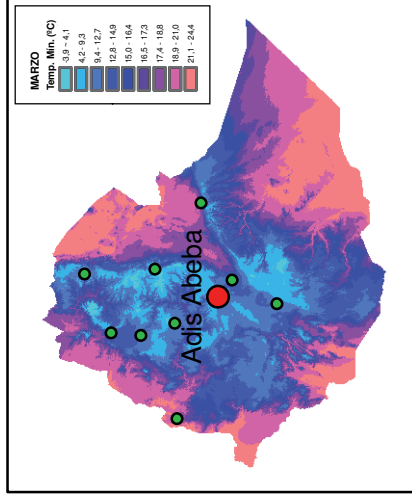 MARZO
Temp. Min. (ºC)
-3,9 ~ 4,1
4,2 - 9,3
9,4 - 12,7
12,8 - 14,9
15,0 - 16,4
16,5 - 17,3
17,4 - 18,8
18,9 - 21,0
21,1 - 24,4
Adis Abeba